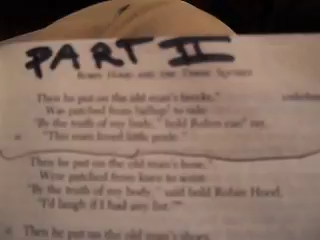 PART II
ROBIN HOOD AND THE THREE SQUIRES
Then he put on the old man's breeks,
Was patched from ballup to side
"By the truth of my body," bold Robin can say,
"This man loved little pride."
Then he put on the old man's hose,
Were patched from knee to
"By the truth of my body," said bold Robin Hood,
"I'd laugh if I had any list."
Then he put on the old man's shoes,